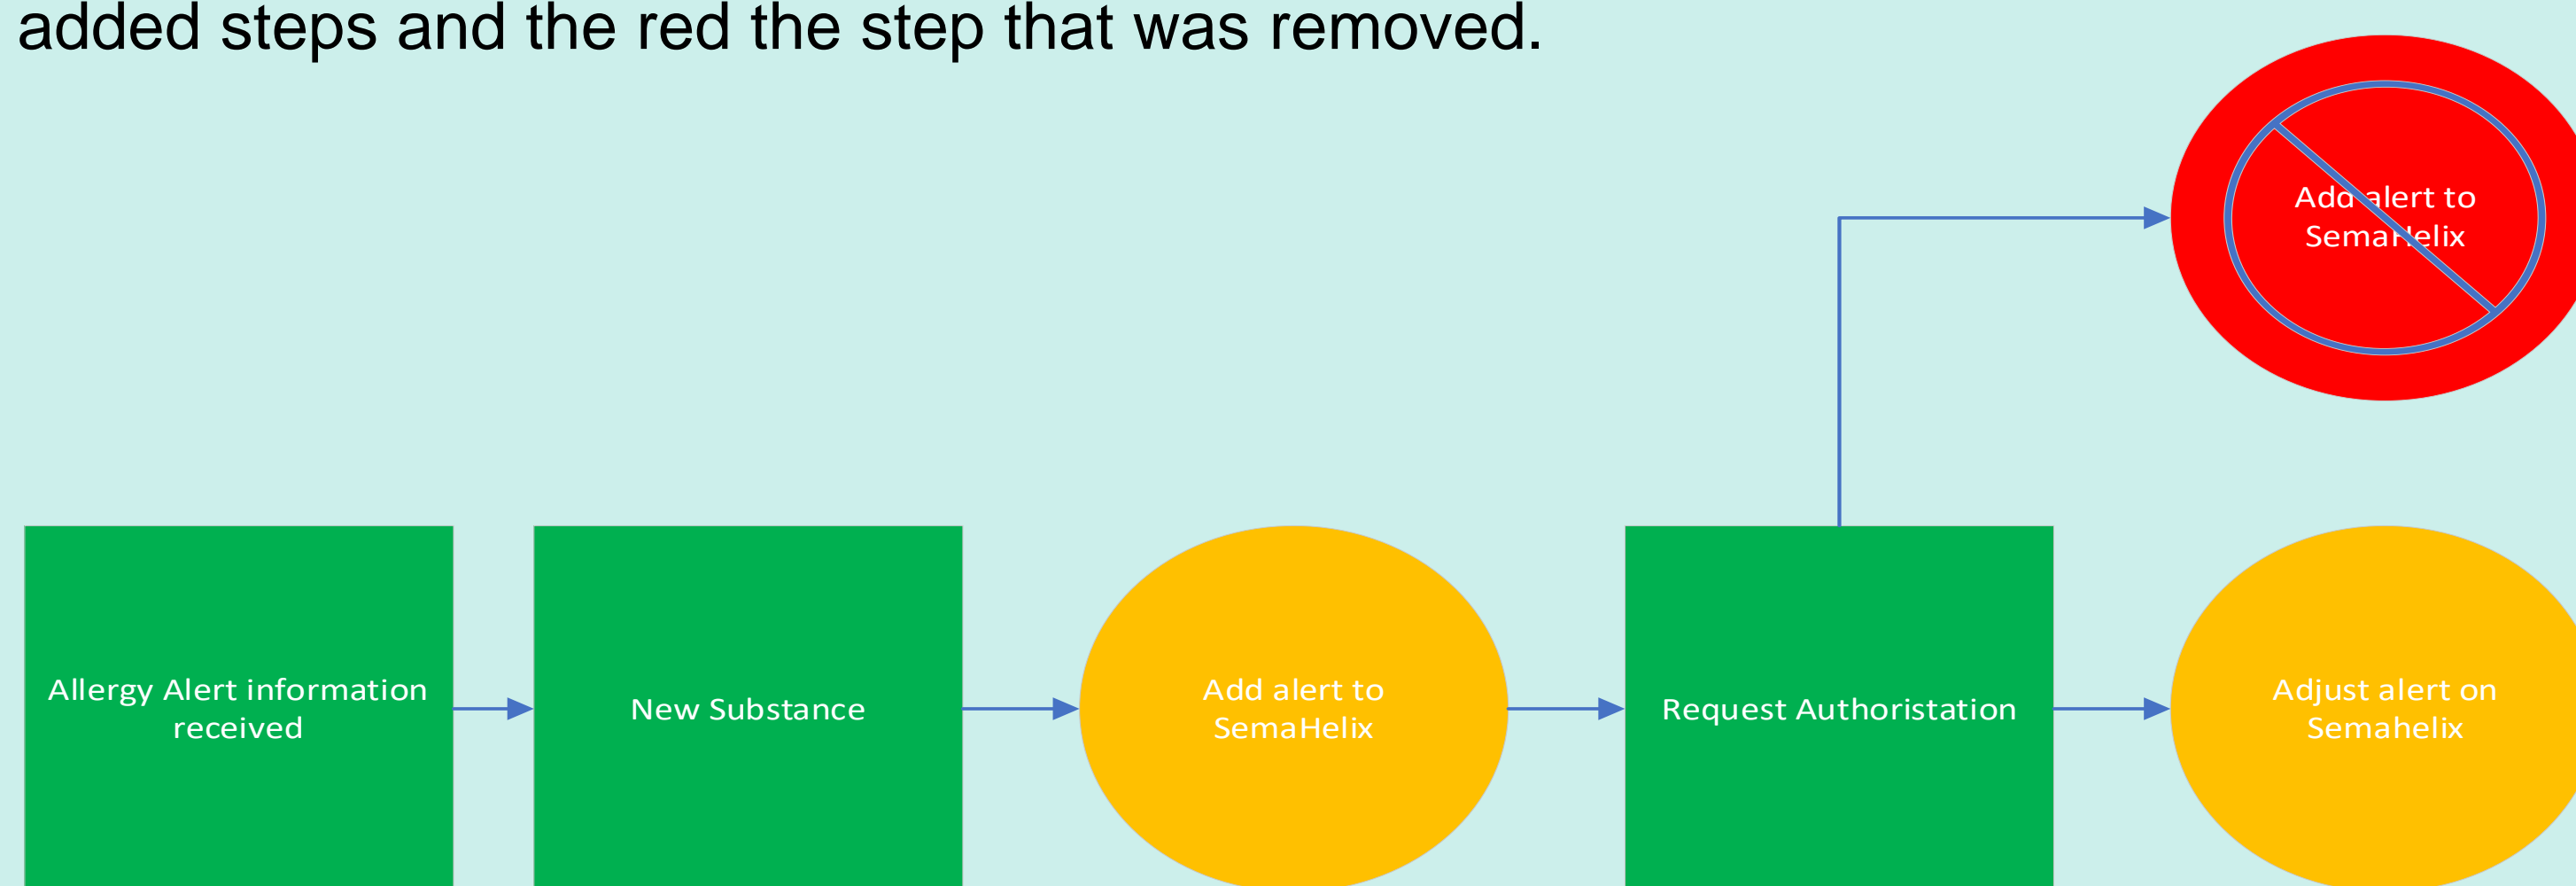 added steps and the red the step that was removed.
Add alert to
SemaHelix
Allergy Alert information
received
New Substance
Add alert to
SemaHelix
Request Authoristation
Adjust alert on
Semahelix